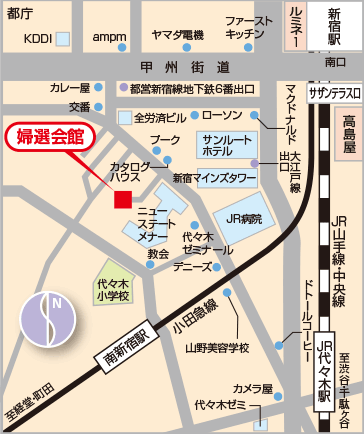 都庁
KDDI
ampm
ヤマダ電機
ファースト
キッチン
ルミネ1
新宿駅
南口
甲州街道
カレー屋
交番
都営新宿線地下鉄6番出口
サザンテラス口
全労済ビル
ローソン
マクドナルド
婦選会館
プーク
サンルート
ホテル
高島屋
カタログ
ハウス
新宿マインズタワー
大江戸線
出口
ニュー
ステート
メナー
JR病院
JR山手線・中央線
代々木
ゼミナール
教会
デニーズ
代々木
小学校
N
小田急線
ドトールコーヒー
南新宿駅
山野美容学校
JR代々木駅
至渋谷・千駄ヶ谷
カメラ屋
代々木ゼミ
至経堂・町田